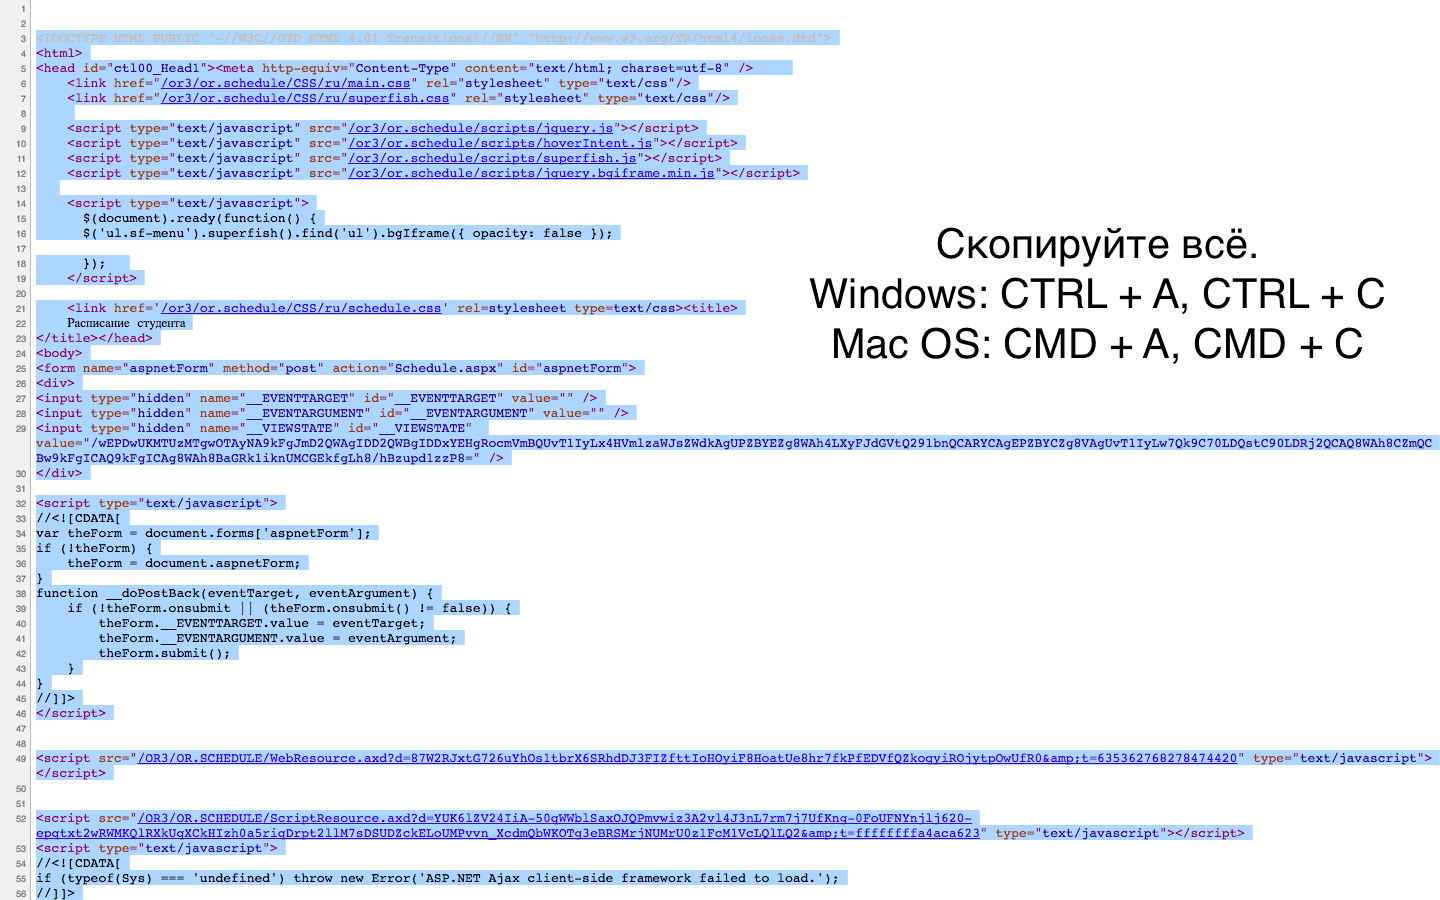 1
2
3 <!DOCTYPE HTML PUBLIC "-//W3C//DTD HTML 4.01 Transitional//EN" "http://www.w3.org/TR/html4/loose.dtd">
4 <html>
5 <head id="ctl00_Head1"><meta http-equiv="Content-Type" content="text/html; charset=utf-8" />
6 <link href="/or3/or.schedule/CSS/ru/main.css" rel="stylesheet" type="text/css"/>
7 <link href="/or3/or.schedule/CSS/ru/superfish.css" rel="stylesheet" type="text/css"/>
8
9 <script type="text/javascript" src="/or3/or.schedule/scripts/jquery.js"></script>
10 <script type="text/javascript" src="/or3/or.schedule/scripts/hoverIntent.js"></script>
11 <script type="text/javascript" src="/or3/or.schedule/scripts/superfish.js"></script>
12 <script type="text/javascript" src="/or3/or.schedule/scripts/jquery.bgiframe.min.js"></script>
13
14 <script type="text/javascript">
15 $(document).ready(function() {
16 $('ul.sf-menu').superfish().find('ul').bgIframe({ opacity: false });
17
18 });
19 </script>
20
21 <link href='/or3/or.schedule/CSS/ru/schedule.css' rel=stylesheet type=text/css><title>
22 Расписание студента
23 </title></head>
24 <body>
25 <form name="aspnetForm" method="post" action="Schedule.aspx" id="aspnetForm">
26 <div>
27 <input type="hidden" name="__EVENTTARGET" id="__EVENTTARGET" value="" />
28 <input type="hidden" name="__EVENTARGUMENT" id="__EVENTARGUMENT" value="" />
29 <input type="hidden" name="__VIEWSTATE" id="__VIEWSTATE"
value="/wEPDwUKMTUzMTgwOTAyNA9kFgJmD2QWAgIDD2QWBgIDDxYEHgRocmVmBQUvT1IyLx4HVmlzaWJsZWdkAgUPZBYEZg8WAh4LXyFJdGVtQ291bnQCARYCAgEPZBYCZg8VAgUvT1IyLw7Qk9C70LDQstC90LDRj2QCAQ8WAh8CZmQC
Bw9kFgICAQ9kFgICAg8WAh8BaGRk1iknUMCGEkfgLh8/hBzupd1zzP8=" />
30 </div>
31
32 <script type="text/javascript">
33 //<![CDATA[
34 var theForm = document.forms['aspnetForm'];
35 if (!theForm) {
36 theForm = document.aspnetForm;
37 }
38 function __doPostBack(eventTarget, eventArgument) {
39 if (!theForm.onsubmit || (theForm.onsubmit() != false)) {
40 theForm.__EVENTTARGET.value = eventTarget;
41 theForm.__EVENTARGUMENT.value = eventArgument;
42 theForm.submit();
43 }
44 }
45 //]]>
46 </script>
47
48
49 <script src="/OR3/OR.SCHEDULE/WebResource.axd?d=87W2RJxtG726uYhOs1tbrX6SRhdDJ3FIZfttIoHOyiF8HoatUe8hr7fkPfEDVfQZkoqyiROjytpOwUfR0&amp;t=635362768278474420" type="text/javascript">
</script>
50
51
52 <script src="/OR3/OR.SCHEDULE/ScriptResource.axd?d=YUK6lZV24IiA-50qWWblSaxOJQPmvwiz3A2vl4J3nL7rm7j7UfKng-0FoUFNYnjlj620-
epqtxt2wRWMKQlRXkUqXCkHIzh0a5riqDrpt2llM7sDSUDZckELoUMPvvn_XcdmQbWKOTq3eBRSMrjNUMrU0z1FcM1VcLQlLQ2&amp;t=ffffffffa4aca623" type="text/javascript"></script>
53 <script type="text/javascript">
54 //<![CDATA[
55 if (typeof(Sys) === 'undefined') throw new Error('ASP.NET Ajax client-side framework failed to load.');
56 //]]>
Скопируйте всё.
Windows: CTRL + A, CTRL + C
Mac OS: CMD + A, CMD + C